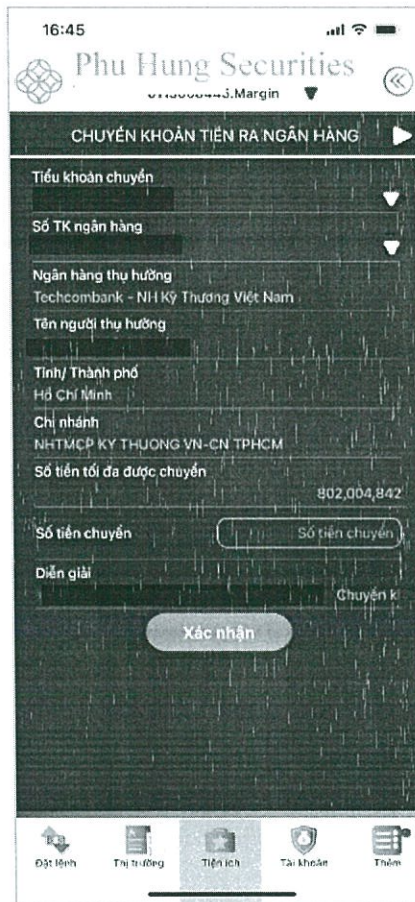 16:45
Phu Hung Securities
CHUYỂN KHOẢN TIỀN RA NGÂN HÀNG
Tiểu khoản chuyển
Số TK ngân hàng
Ngân hàng thụ hưởng
Techcombank - NH Kỹ Thương Việt Nam
Tên người thụ hưởng
Tỉnh/ Thành phố
Hồ Chí Minh
Chi nhánh
NHTMCP KY THUONG VN-CN TPHCM
Số tiền tối đa được chuyển
802,004,842
Số tiền chuyển
Số tiền chuyển
Diễn giải
Chuyển k
Xác nhận
Đặt lệnh
Thị trường
Tiện ích
Tài khoản
Thêm